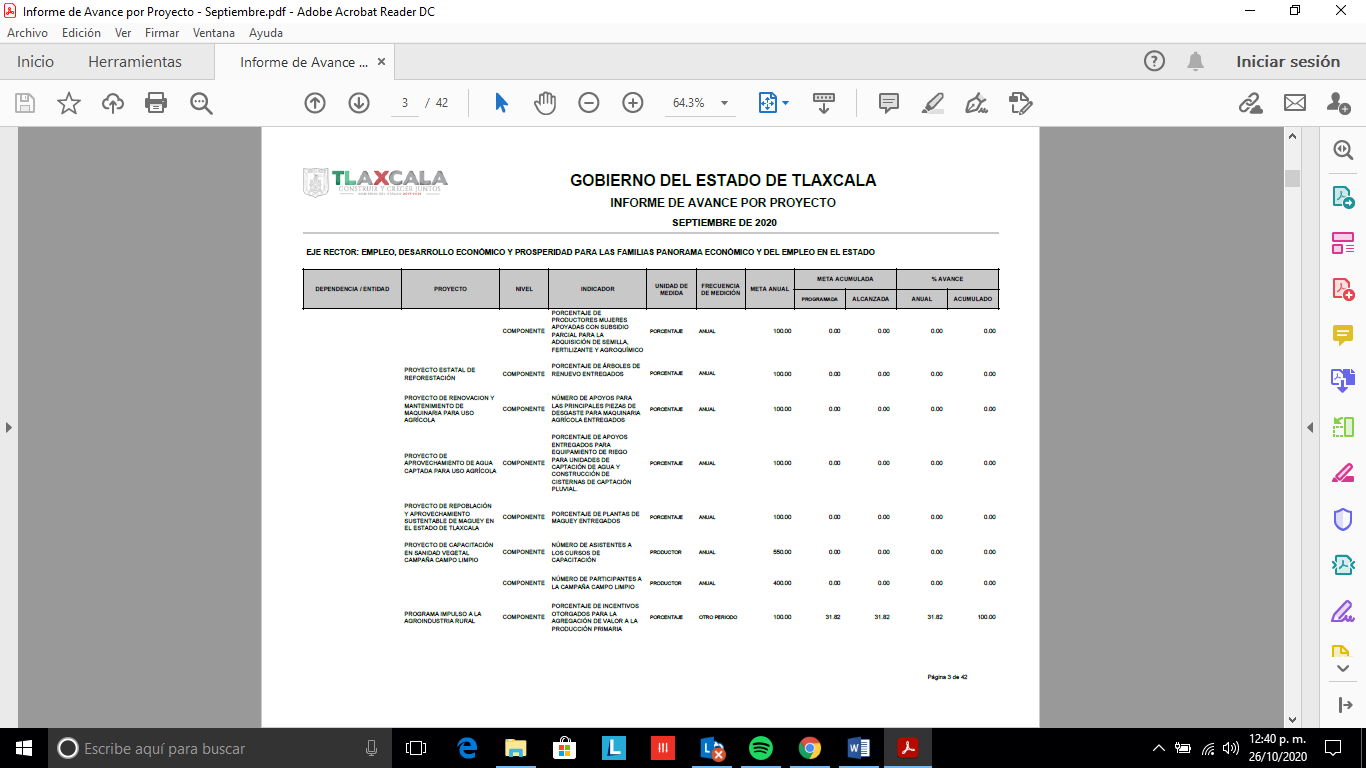 Informe de Avance por Proyecto - Septiembre.pdf - Adobe Acrobat Reader DC
Archivo Edición Ver Firmar Ventana Ayuda
Inicio Herramientas Informe de Avance ... × Iniciar sesión
3 / 42 64.3%
TLAXCALA
CONSTRUIR Y CRECER JUNTOS
GOBIERNO DEL ESTADO DE TLAXCALA
INFORME DE AVANCE POR PROYECTO
SEPTIEMBRE DE 2020
EJE RECTOR: EMPLEO, DESARROLLO ECONÓMICO Y PROSPERIDAD PARA LAS FAMILIAS PANORAMA ECONÓMICO Y DEL EMPLEO EN EL ESTADO
DEPENDENCIA / ENTIDAD
PROYECTO
NIVEL
INDICADOR
UNIDAD DE
MEDIDA
FRECUENCIA
DE MEDICIÓN
META ANUAL
META ACUMULADA
PROGRAMADA
ALCANZADA
% AVANCE
ANUAL
ACUMULADO
COMPONENTE
PORCENTAJE DE
PRODUCTORES MUJERES
APOYADAS CON SUBSIDIO
PARCIAL PARA LA
ADQUISICIÓN DE SEMILLA,
FERTILIZANTE Y AGROQUÍMICO
PORCENTAJE ANUAL 100.00 0.00 0.00 0.00 0.00
PROYECTO ESTATAL DE
REFORESTACIÓN
COMPONENTE
PORCENTAJE DE ÁRBOLES DE
RENUEVO ENTREGADOS
PORCENTAJE ANUAL 100.00 0.00 0.00 0.00 0.00
PROYECTO DE RENOVACION Y
MANTENIMIENTO DE
MAQUINARIA PARA USO
AGRÍCOLA
COMPONENTE
NÚMERO DE APOYOS PARA
LAS PRINCIPALES PIEZAS DE
DESGASTE PARA MAQUINARIA
AGRÍCOLA ENTREGADOS
PORCENTAJE ANUAL 100.00 0.00 0.00 0.00 0.00
PROYECTO DE
APROVECHAMIENTO DE AGUA
CAPTADA PARA USO AGRÍCOLA
COMPONENTE
PORCENTAJE DE APOYOS
ENTREGADOS PARA
EQUIPAMIENTO DE RIEGO
PARA UNIDADES DE
CAPTACIÓN DE AGUA Y
CONSTRUCCIÓN DE
CISTERNAS DE CAPTACIÓN
PLUVIAL.
PORCENTAJE ANUAL 100.00 0.00 0.00 0.00 0.00
PROYECTO DE REPOBLACIÓN
Y APROVECHAMIENTO
SUSTENTABLE DE MAGUEY EN
EL ESTADO DE TLAXCALA
COMPONENTE
PORCENTAJE DE PLANTAS DE
MAGUEY ENTREGADOS
PORCENTAJE ANUAL 100.00 0.00 0.00 0.00 0.00
PROYECTO DE CAPACITACIÓN
EN SANIDAD VEGETAL
CAMPAÑA CAMPO LIMPIO
COMPONENTE
NÚMERO DE ASISTENTES A
LOS CURSOS DE
CAPACITACIÓN
PRODUCTOR ANUAL 550.00 0.00 0.00 0.00 0.00
COMPONENTE
NÚMERO DE PARTICIPANTES A
LA CAMPAÑA CAMPO LIMPIO
PRODUCTOR ANUAL 400.00 0.00 0.00 0.00 0.00
PROGRAMA IMPULSO A LA
AGROINDUSTRIA RURAL
COMPONENTE
PORCENTAJE DE INCENTIVOS
OTORGADOS PARA LA
AGREGACIÓN DE VALOR A LA
PRODUCCIÓN PRIMARIA
PORCENTAJE OTRO PERIODO 100.00 31.82 31.82 31.82 100.00
Página 3 de 42
Escribe aquí para buscar
12:40 p. m.
26/10/2020